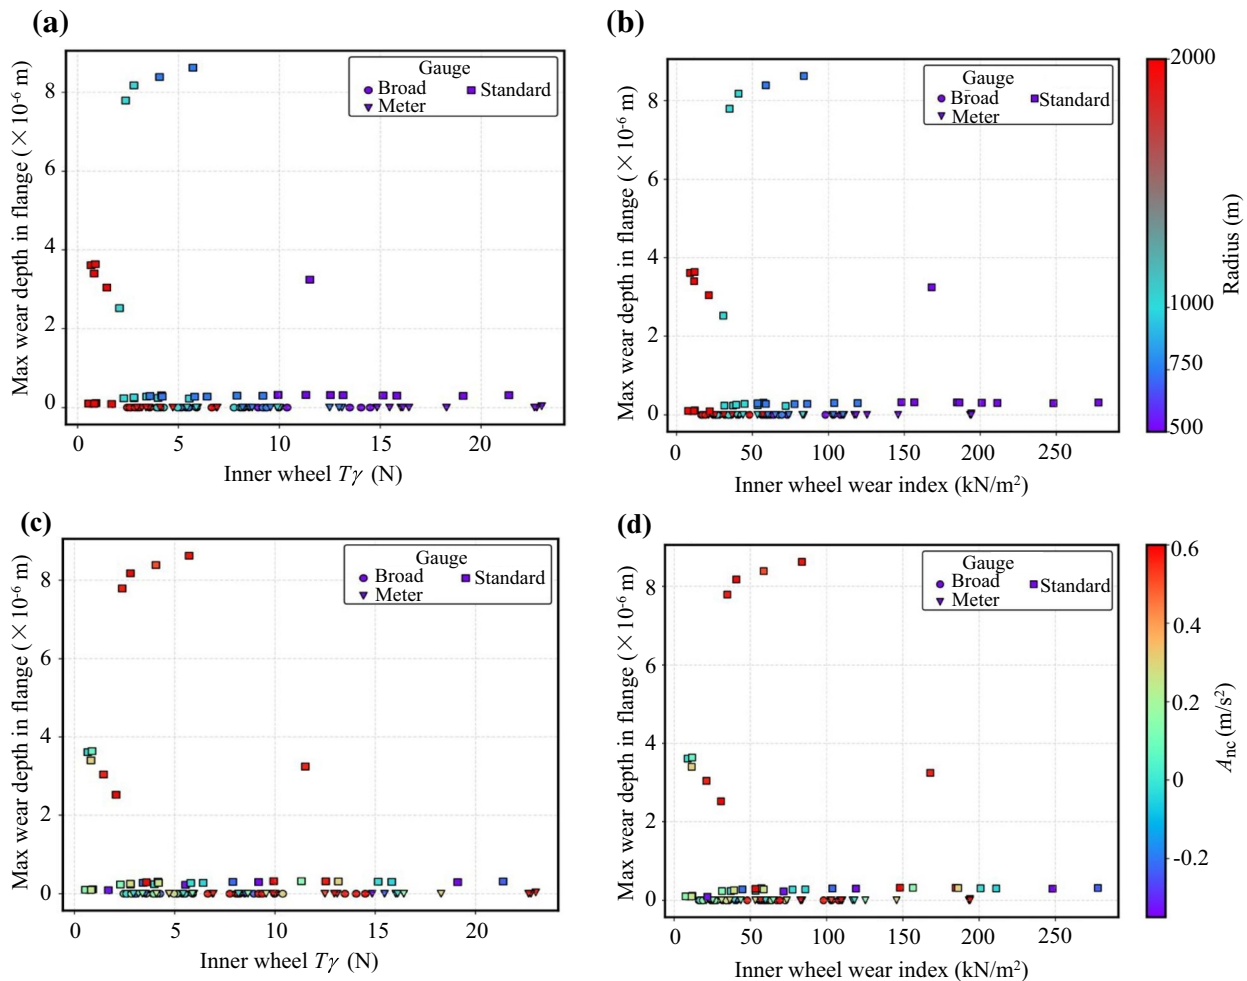 (a)
Max wear depth in flange (×10⁻⁶ m)
8
6
4
2
0
Gauge
Broad
Standard
Meter
0
5
10
15
20
Inner wheel Tγ (N)
(b)
Max wear depth in flange (×10⁻⁶ m)
8
6
4
2
0
Gauge
Broad
Standard
Meter
0
50
100
150
200
250
Inner wheel wear index (kN/m²)
2000
1000
750
500
Radius (m)
(c)
Max wear depth in flange (×10⁻⁶ m)
8
6
4
2
0
Gauge
Broad
Standard
Meter
0
5
10
15
20
Inner wheel Tγ (N)
(d)
Max wear depth in flange (×10⁻⁶ m)
8
6
4
2
0
Gauge
Broad
Standard
Meter
0
50
100
150
200
250
Inner wheel wear index (kN/m²)
0.6
0.4
0.2
0
-0.2
Anc (m/s²)